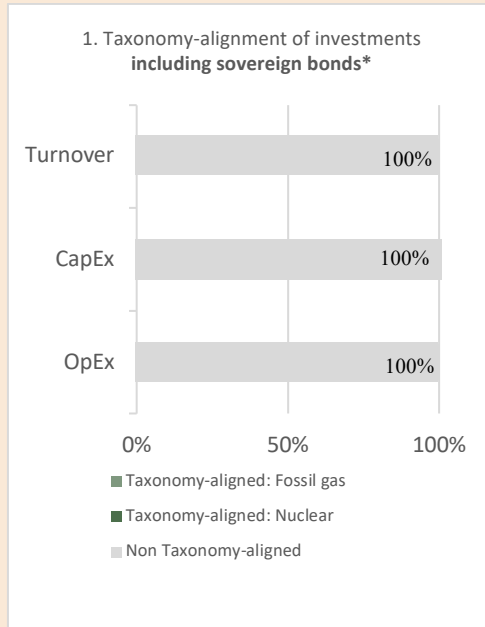 1. Taxonomy-alignment of investments
including sovereign bonds*
Turnover
100%
CapEx
100%
OpEx
100%
0%
50%
100%
Taxonomy-aligned: Fossil gas
Taxonomy-aligned: Nuclear
Non Taxonomy-aligned